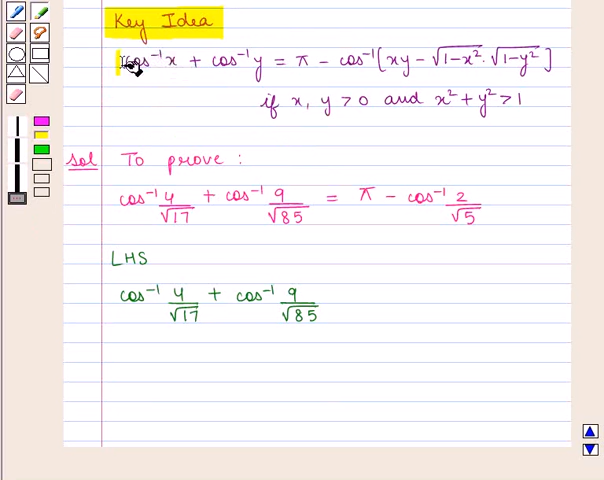 Key Idea
cos⁻¹x + cos⁻¹y = π − cos⁻¹[xy − √1−x² · √1−y²]
if x, y > 0 and x² + y² > 1
Sol To prove :
cos⁻¹ 4/√17 + cos⁻¹ 9/√85 = π − cos⁻¹ 2/√5
LHS
cos⁻¹ 4/√17 + cos⁻¹ 9/√85